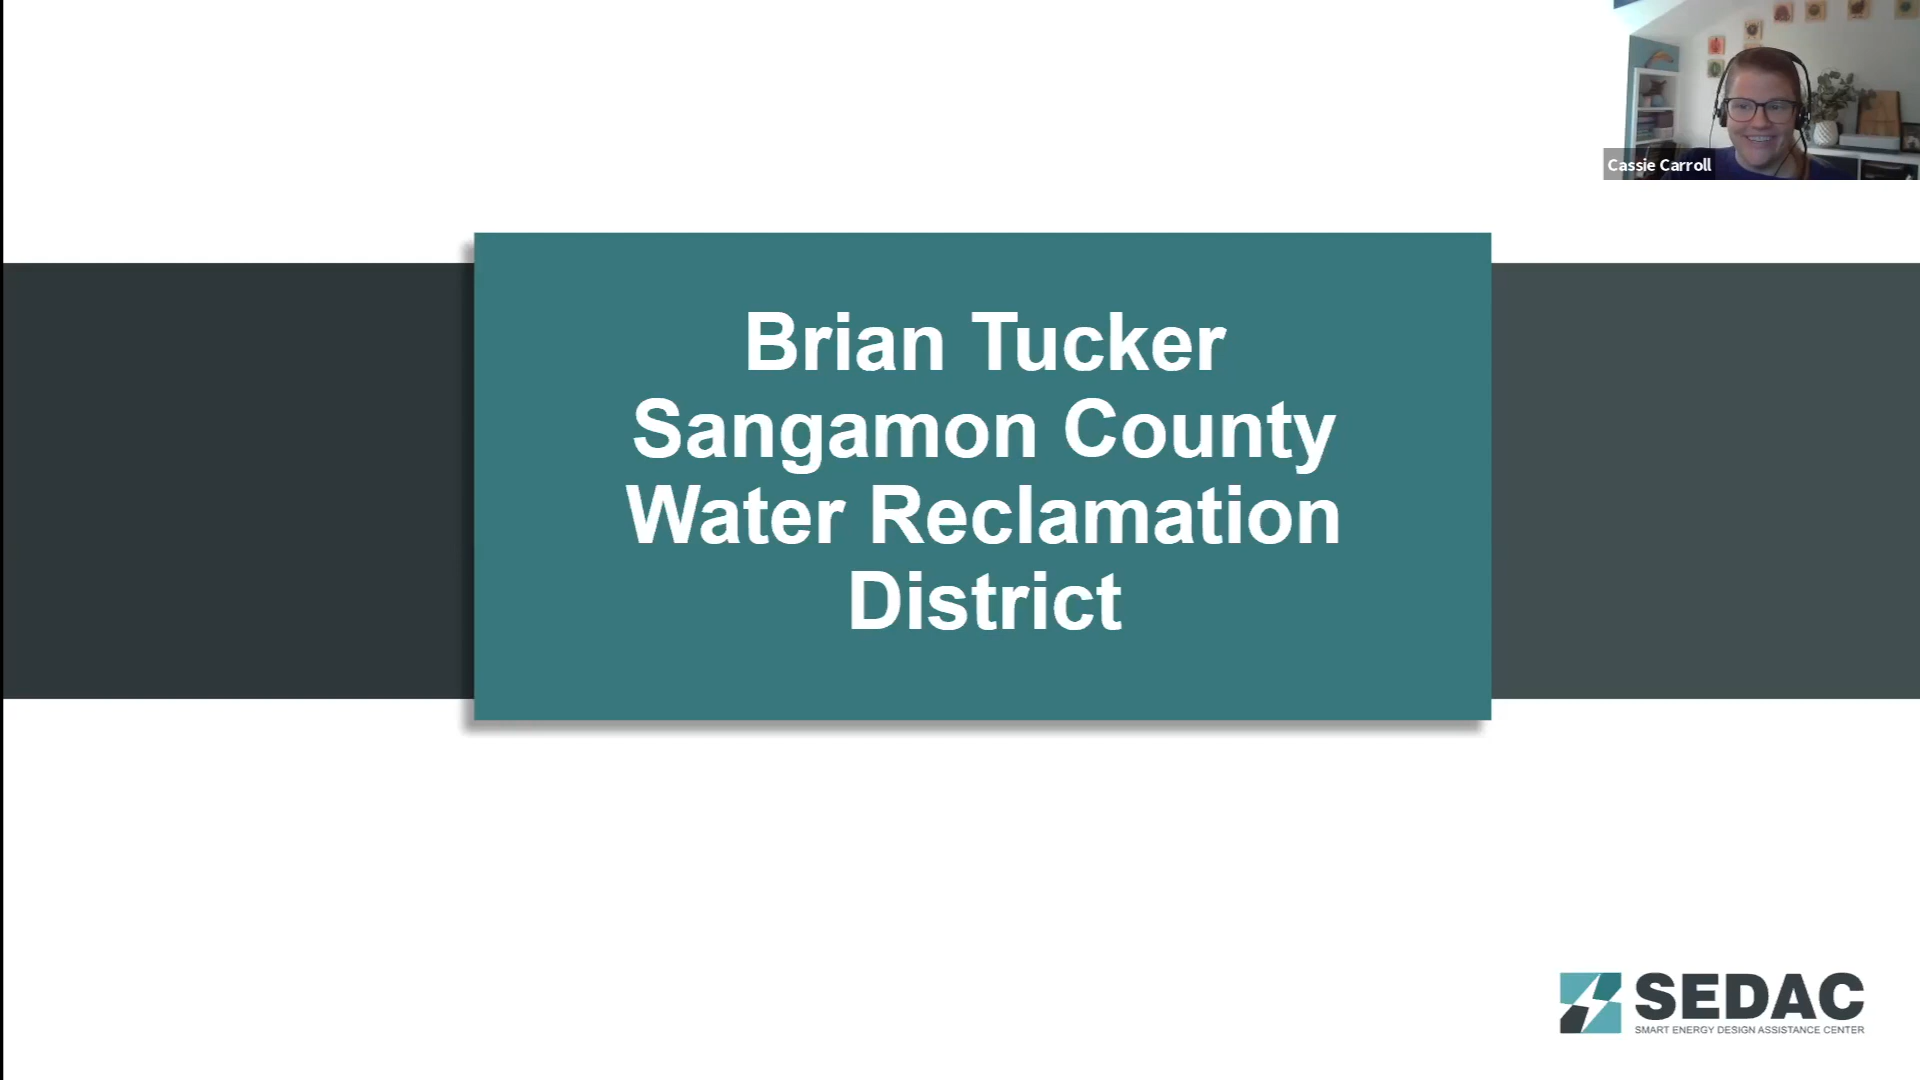 Cassie Carroll
Brian Tucker
Sangamon County
Water Reclamation
District
SEDAC
SMART ENERGY DESIGN ASSISTANCE CENTER